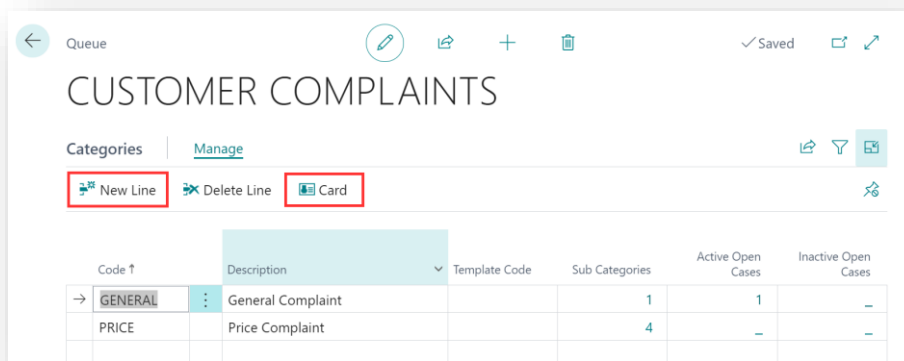 Queue
Saved
CUSTOMER COMPLAINTS
Categories Manage
New Line Delete Line Card
Code ↑ Description Template Code Sub Categories Active Open Cases Inactive Open Cases
GENERAL General Complaint 1 1 _
PRICE Price Complaint 4 _ _